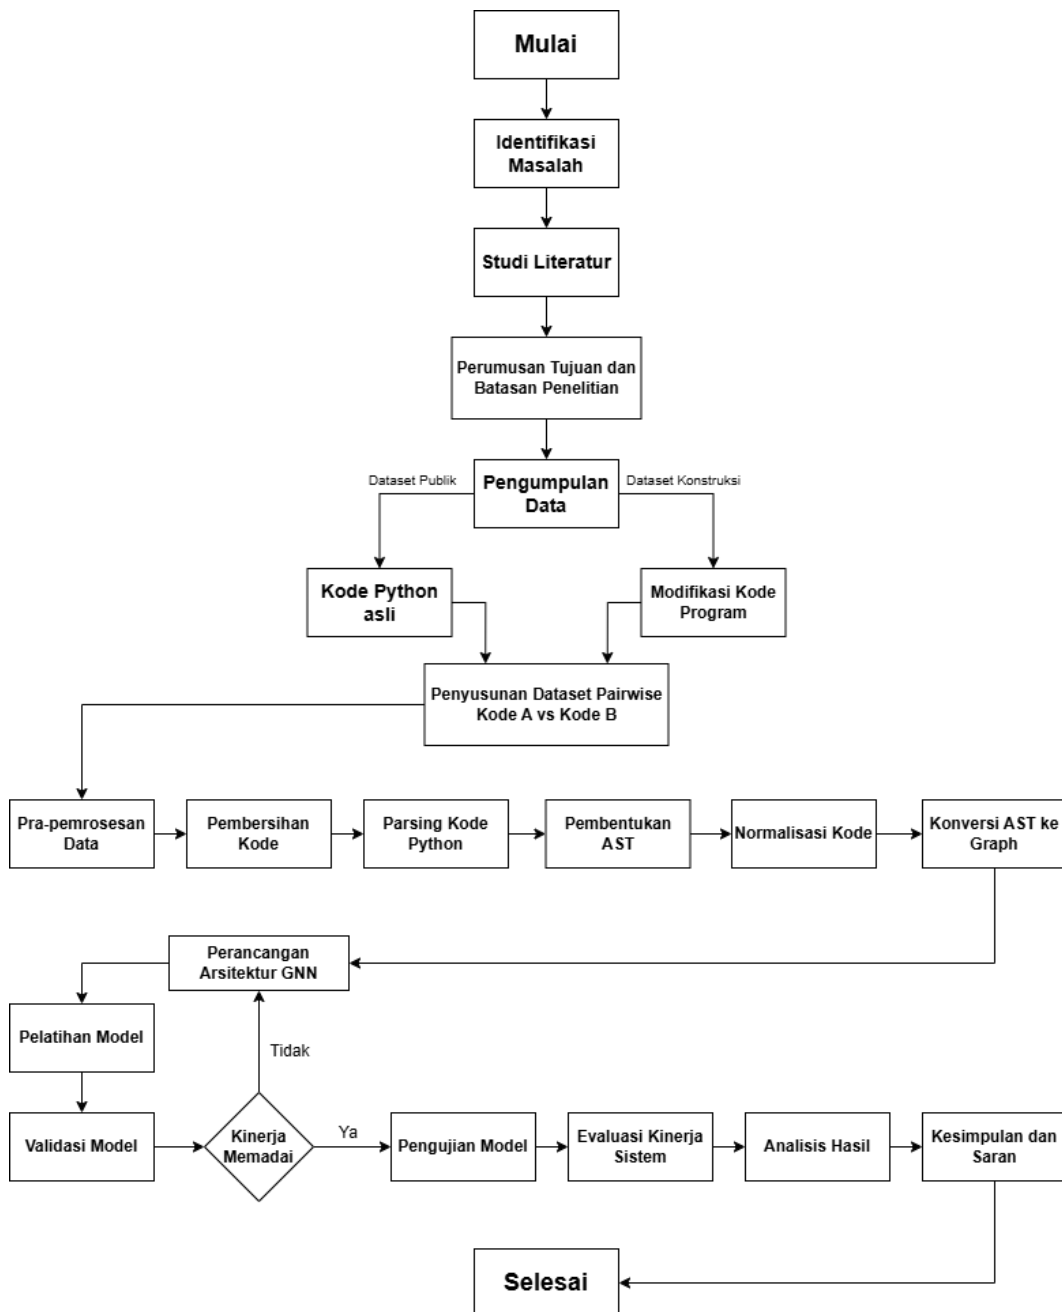 Mulai
Identifikasi
Masalah
Studi Literatur
Perumusan Tujuan dan
Batasan Penelitian
Dataset Publik
Pengumpulan
Data
Dataset Konstruksi
Kode Python
asli
Modifikasi Kode
Program
Penyusunan Dataset Pairwise
Kode A vs Kode B
Pra-pemrosesan
Data
Pembersihan
Kode
Parsing Kode
Python
Pembentukan
AST
Normalisasi Kode
Konversi AST ke
Graph
Perancangan
Arsitektur GNN
Pelatihan Model
Tidak
Validasi Model
Kinerja
Memadai
Ya
Pengujian Model
Evaluasi Kinerja
Sistem
Analisis Hasil
Kesimpulan dan
Saran
Selesai